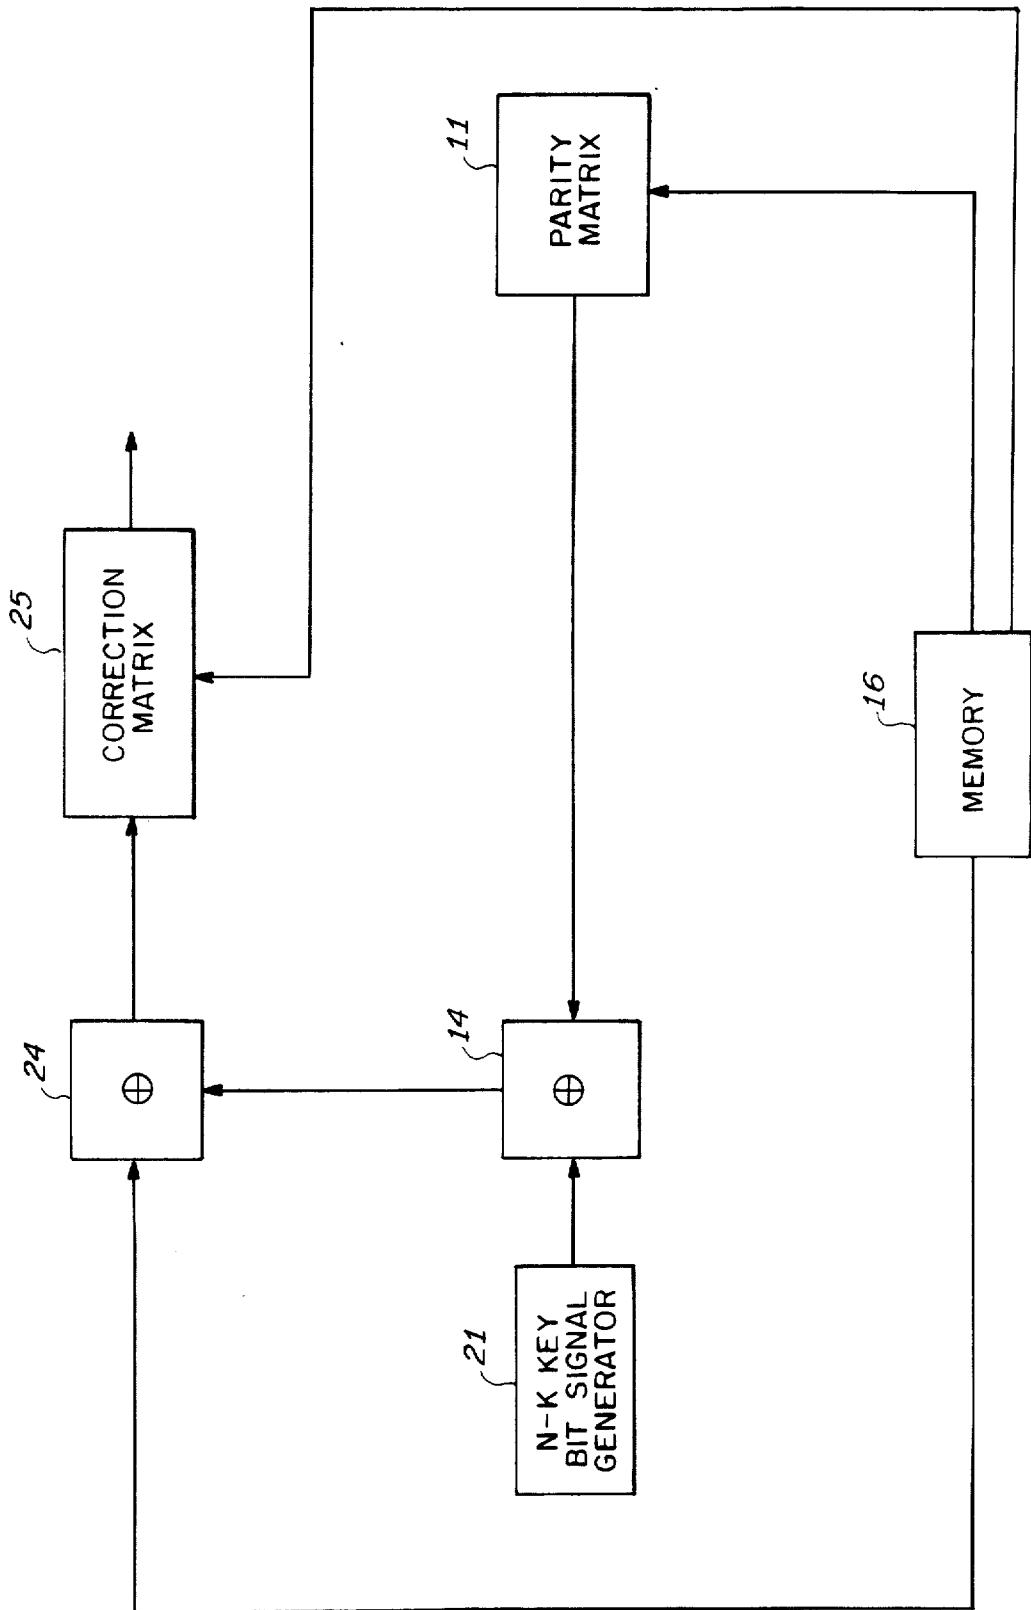 24
⊕
25
CORRECTION
MATRIX
21
N-K KEY
BIT SIGNAL
GENERATOR
14
⊕
11
PARITY
MATRIX
16
MEMORY